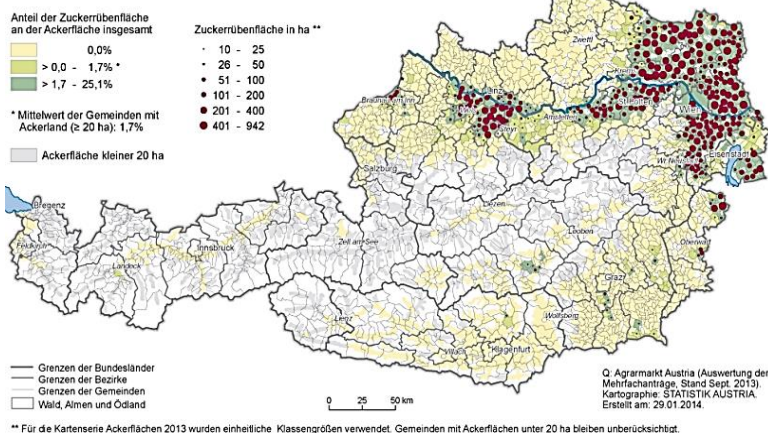 Anteil der Zuckerrübenfläche
an der Ackerfläche insgesamt
0,0%
> 0,0 - 1,7% *
> 1,7 - 25,1%
* Mittelwert der Gemeinden mit
Ackerland (≥ 20 ha): 1,7%
Ackerfläche kleiner 20 ha
Zuckerrübenfläche in ha **
10 - 25
26 - 50
51 - 100
101 - 200
201 - 400
401 - 942
Zwettl
Krems
Linz
Braunau am Inn
Steyr
Amstetten
St.Pölten
Wien
Wr.Neustadt
Eisenstadt
Salzburg
Bregenz
Feldkirch
Landeck
Innsbruck
Zell am See
Liezen
Leoben
Oberwart
Graz
Lienz
Wolfsberg
Villach
Klagenfurt
Grenzen der Bundesländer
Grenzen der Bezirke
Grenzen der Gemeinden
Wald, Almen und Ödland
0 25 50 km
Q: Agrarmarkt Austria (Auswertung der
Mehrfachanträge, Stand Sept. 2013).
Kartographie: STATISTIK AUSTRIA.
Erstellt am: 29.01.2014.
** Für die Kartenserie Ackerflächen 2013 wurden einheitliche Klassengrößen verwendet. Gemeinden mit Ackerflächen unter 20 ha bleiben unberücksichtigt.